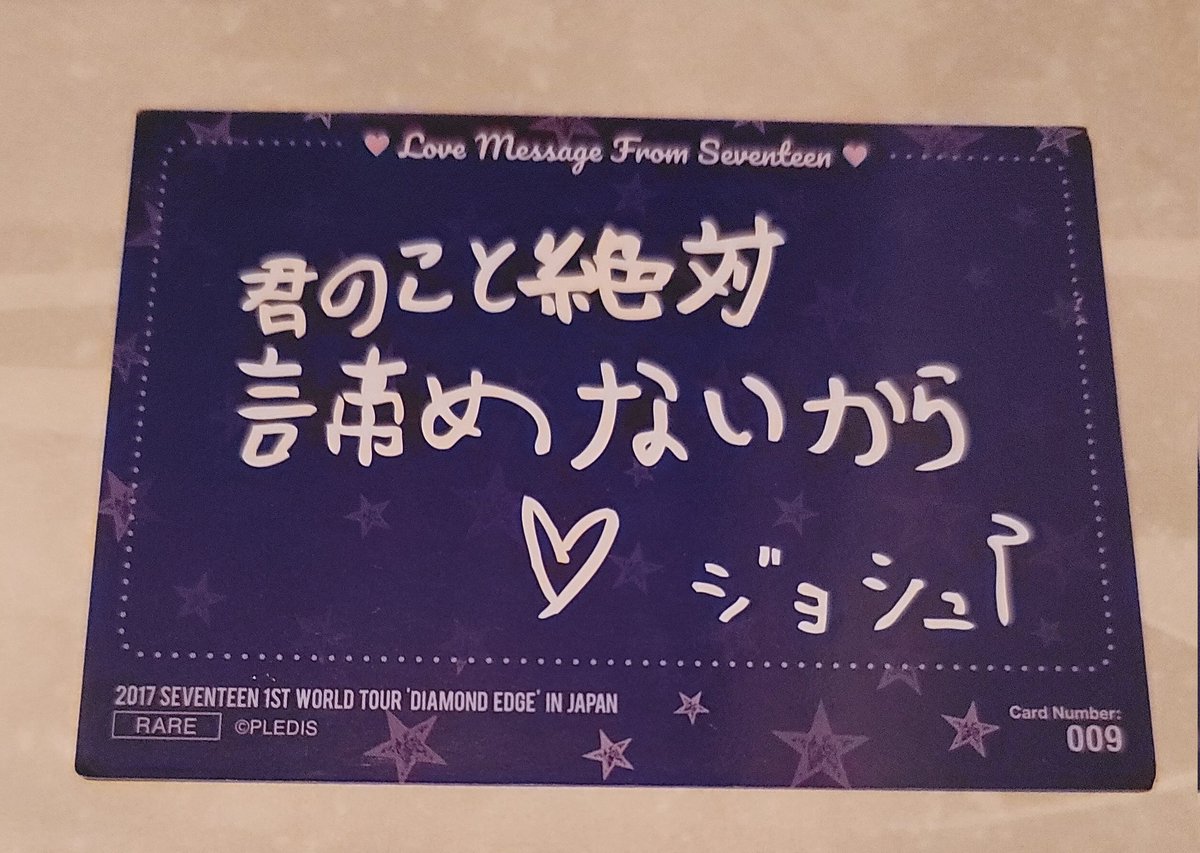 Love Message From Seventeen
君のこと絶対
諦めないから
♡ ジョシュア
2017 SEVENTEEN 1ST WORLD TOUR 'DIAMOND EDGE' IN JAPAN
RARE ©PLEDIS
Card Number:
009